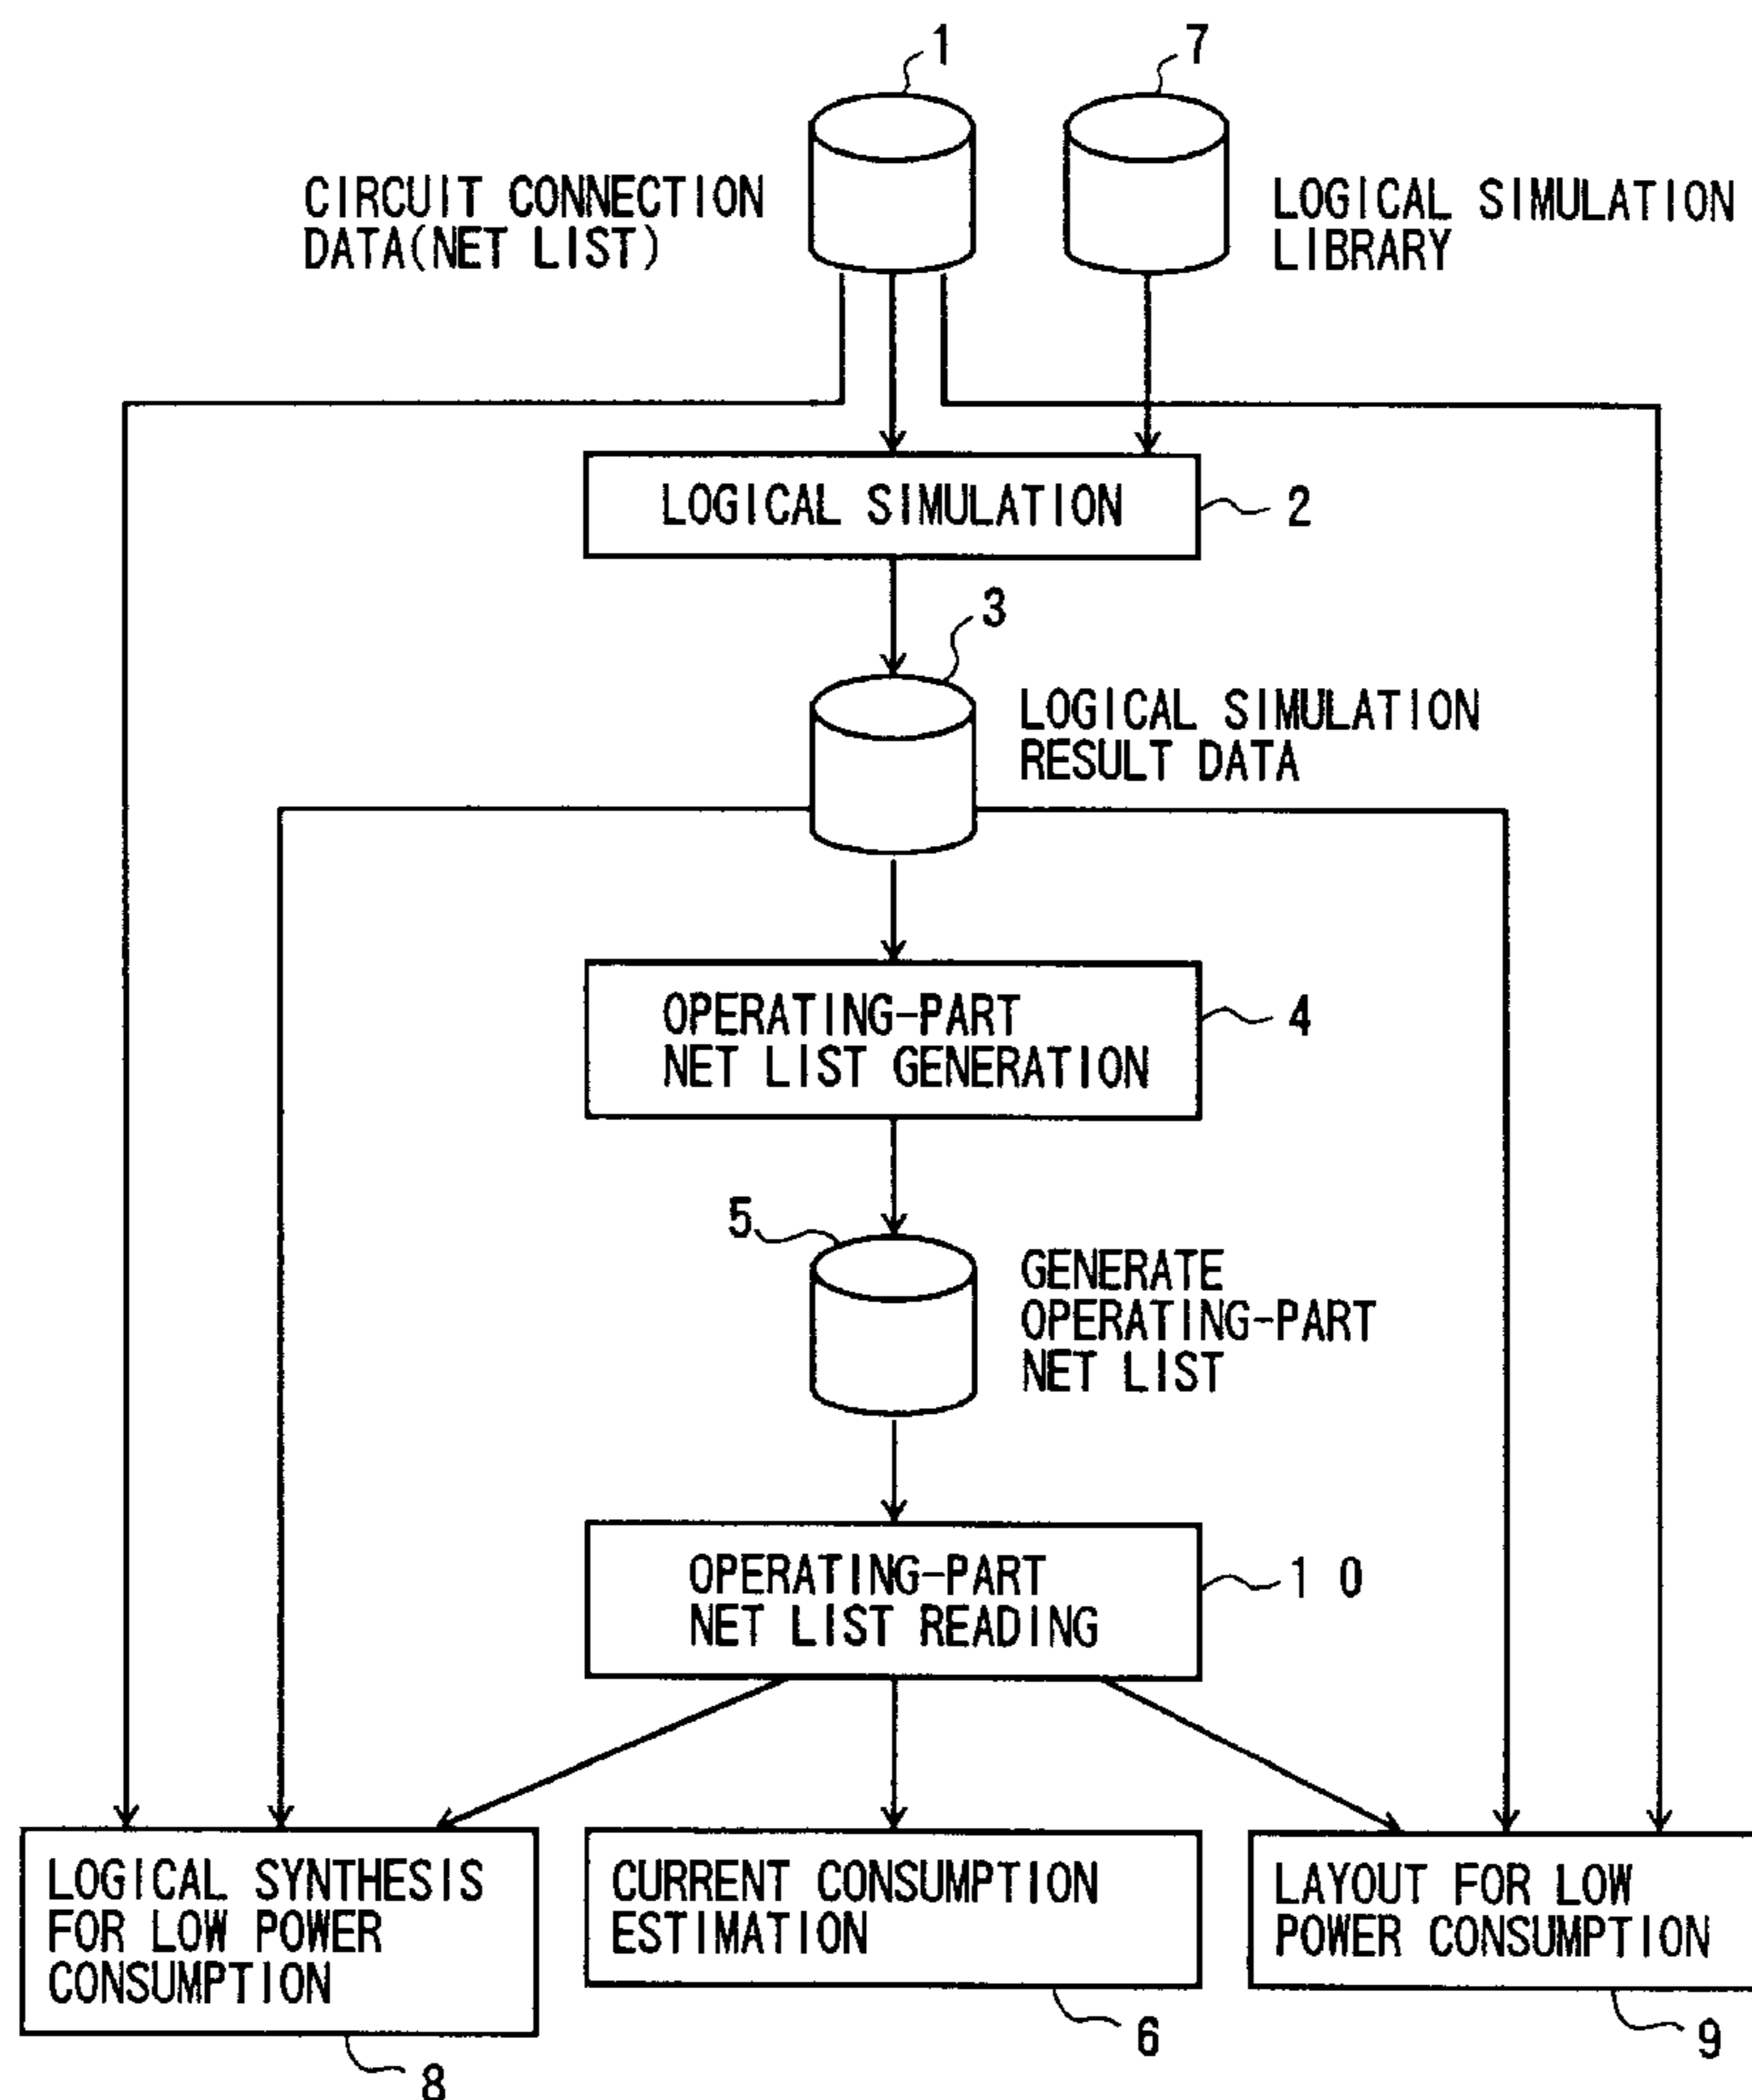 1
7
CIRCUIT CONNECTION
DATA(NET LIST)
LOGICAL SIMULATION
LIBRARY
LOGICAL SIMULATION
2
3
LOGICAL SIMULATION
RESULT DATA
OPERATING-PART
NET LIST GENERATION
4
5
GENERATE
OPERATING-PART
NET LIST
OPERATING-PART
NET LIST READING
10
LOGICAL SYNTHESIS
FOR LOW POWER
CONSUMPTION
CURRENT CONSUMPTION
ESTIMATION
LAYOUT FOR LOW
POWER CONSUMPTION
8
6
9